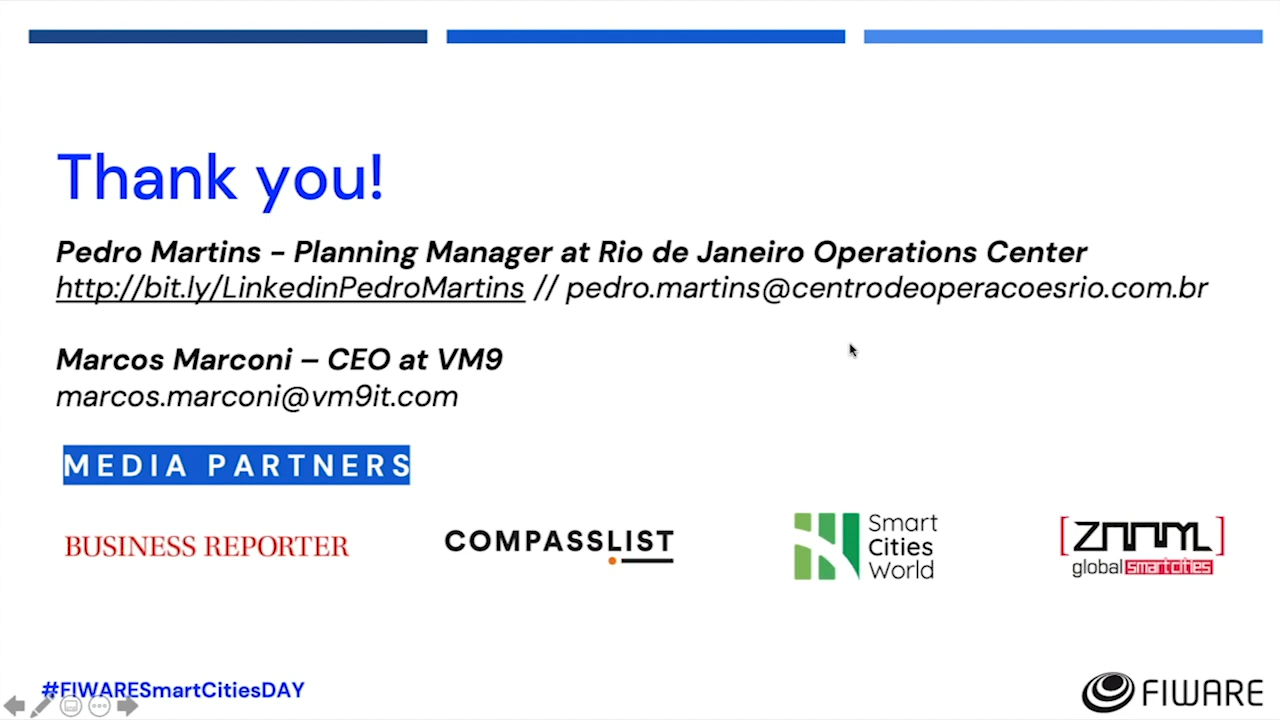 Thank you!
Pedro Martins - Planning Manager at Rio de Janeiro Operations Center
http://bit.ly/LinkedinPedroMartins // pedro.martins@centrodeoperacoesrio.com.br
Marcos Marconi – CEO at VM9
marcos.marconi@vm9it.com
MEDIA PARTNERS
BUSINESS REPORTER
COMPASSLIST
Smart
Cities
World
[ZNNML]
global smartcities
#FIWARESmartCitiesDAY
FIWARE